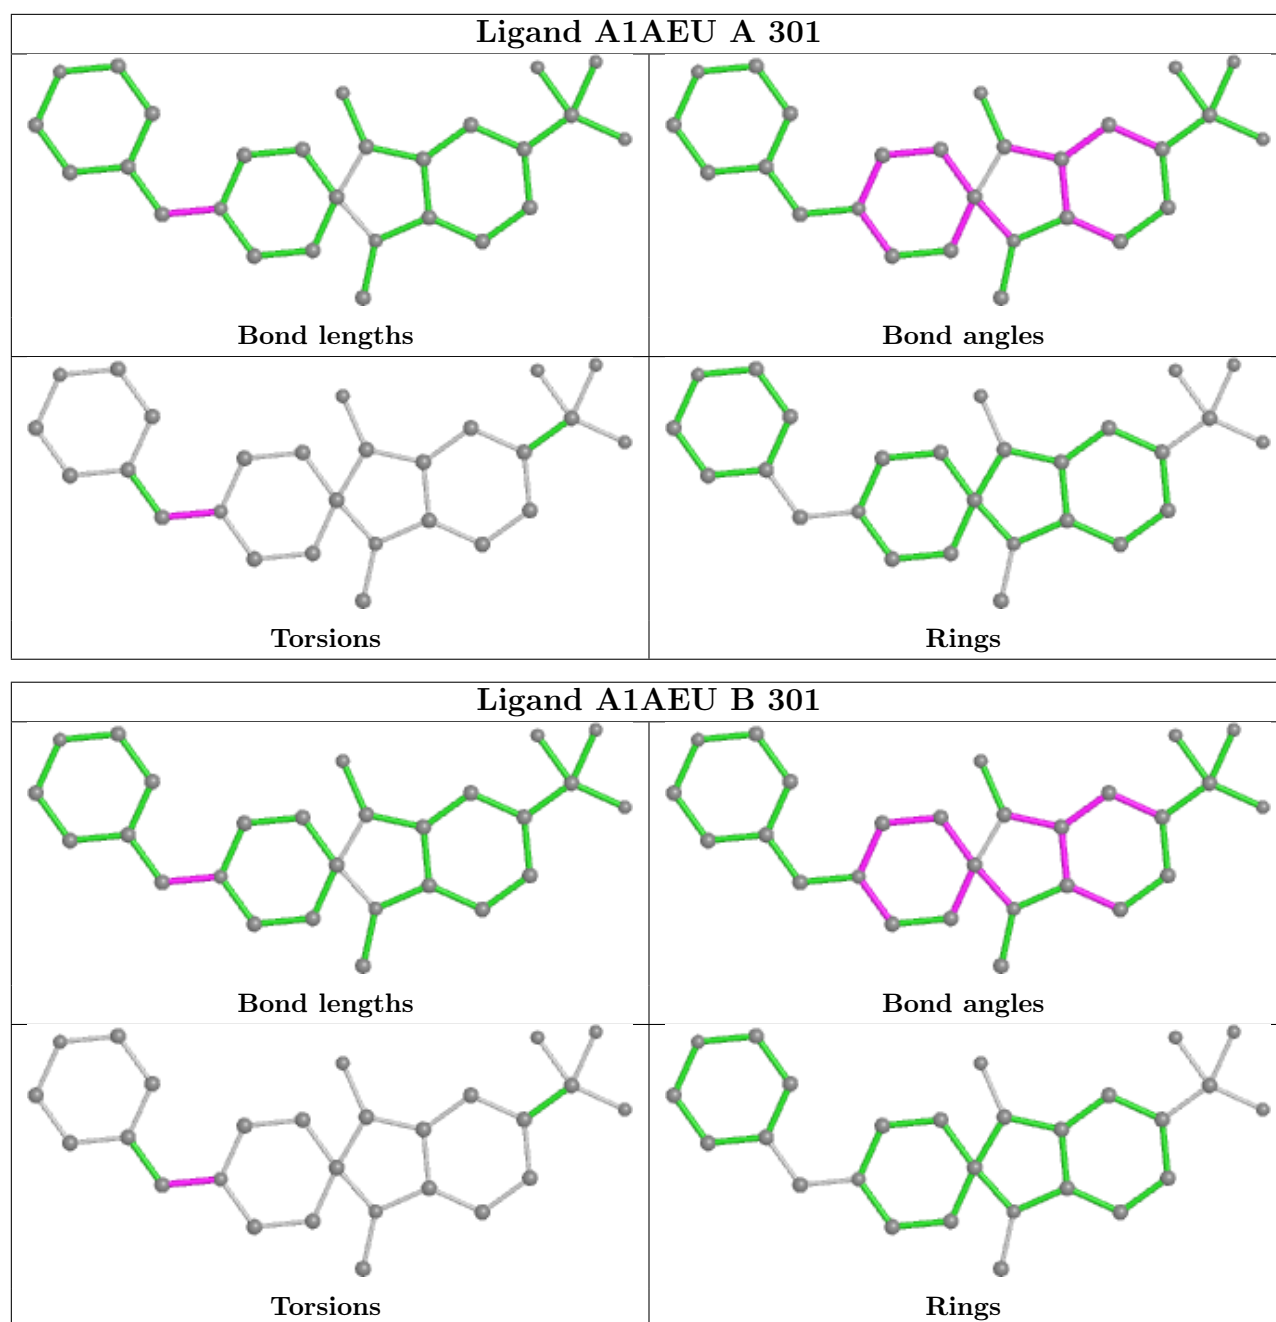 Ligand A1AEU A 301
Bond lengths
Bond angles
Torsions
Rings
Ligand A1AEU B 301
Bond lengths
Bond angles
Torsions
Rings